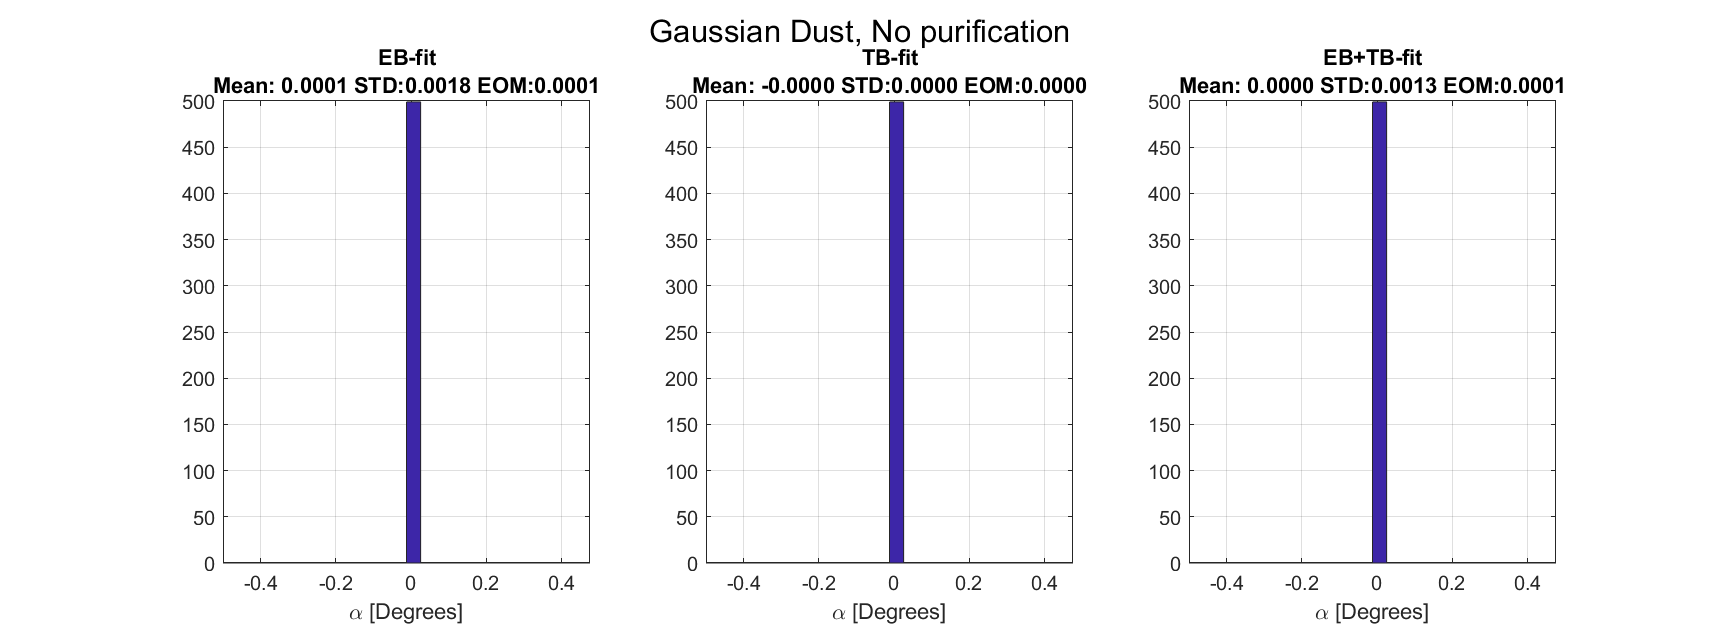 Gaussian Dust, No purification
EB-fit
Mean: 0.0001 STD:0.0018 EOM:0.0001
500
450
400
350
300
250
200
150
100
50
0
-0.4 -0.2 0 0.2 0.4
α [Degrees]
TB-fit
Mean: -0.0000 STD:0.0000 EOM:0.0000
500
450
400
350
300
250
200
150
100
50
0
-0.4 -0.2 0 0.2 0.4
α [Degrees]
EB+TB-fit
Mean: 0.0000 STD:0.0013 EOM:0.0001
500
450
400
350
300
250
200
150
100
50
0
-0.4 -0.2 0 0.2 0.4
α [Degrees]